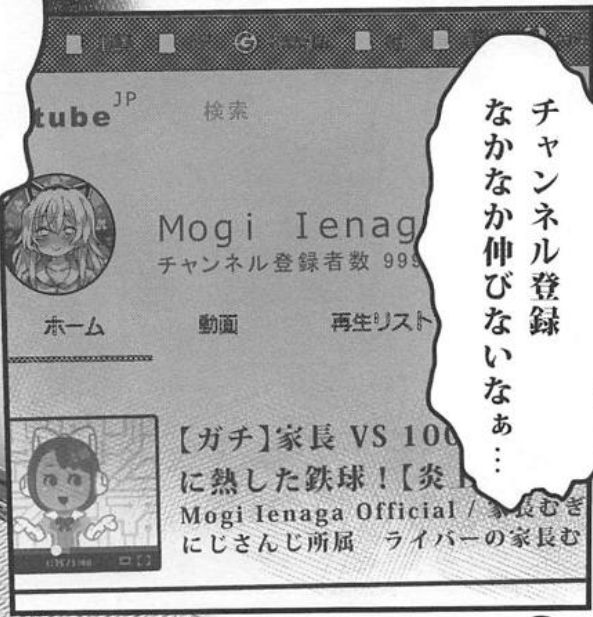 チャンネル登録
なかなか伸びないなぁ…
tube JP
検索
Mogi Ienag
チャンネル登録者数 999
ホーム
動画
再生リスト
【ガチ】家長 VS 100
に熱した鉄球!【炎
Mogi Ienaga Official / 家長むぎ
にじさんじ所属 ライバーの家長む